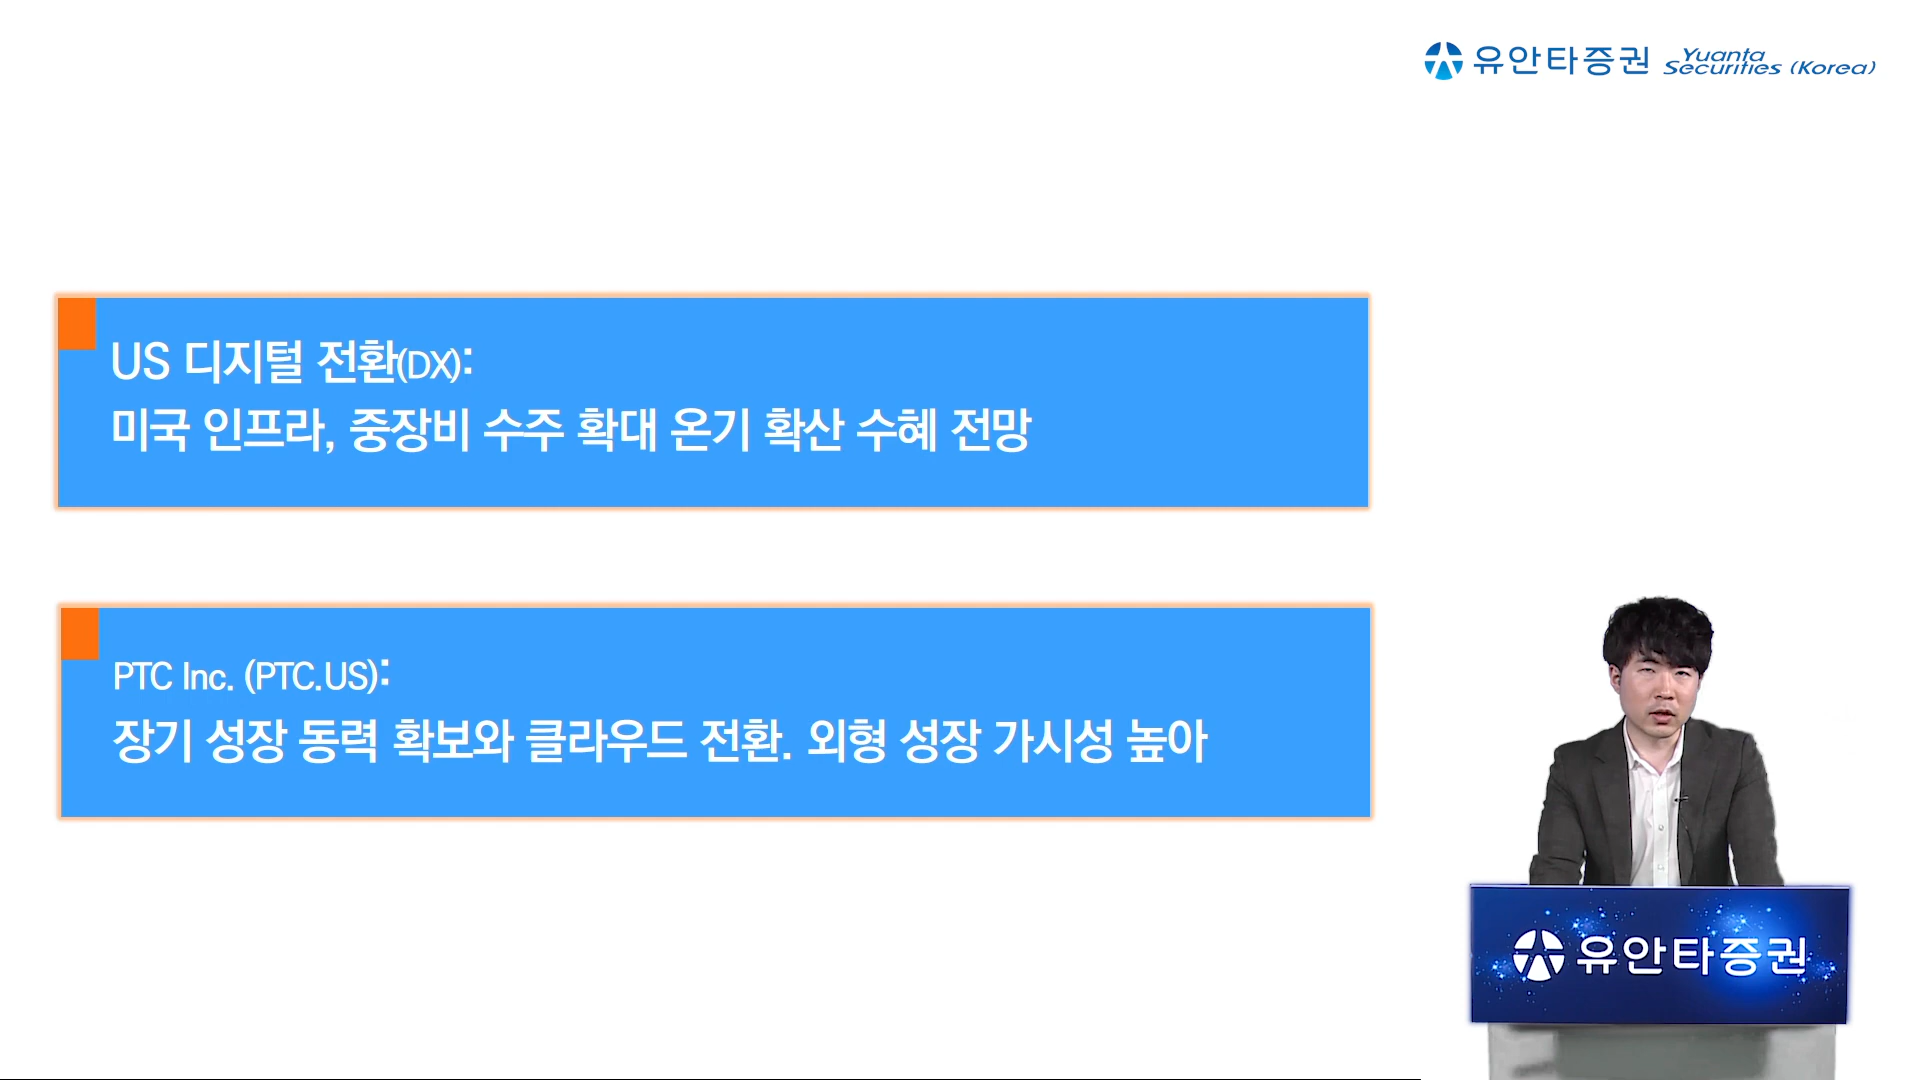 유안타증권 Yuanta Securities (Korea)
US 디지털 전환(DX):
미국 인프라, 중장비 수주 확대 온기 확산 수혜 전망
PTC Inc. (PTC.US):
장기 성장 동력 확보와 클라우드 전환. 외형 성장 가시성 높아
유안타증권